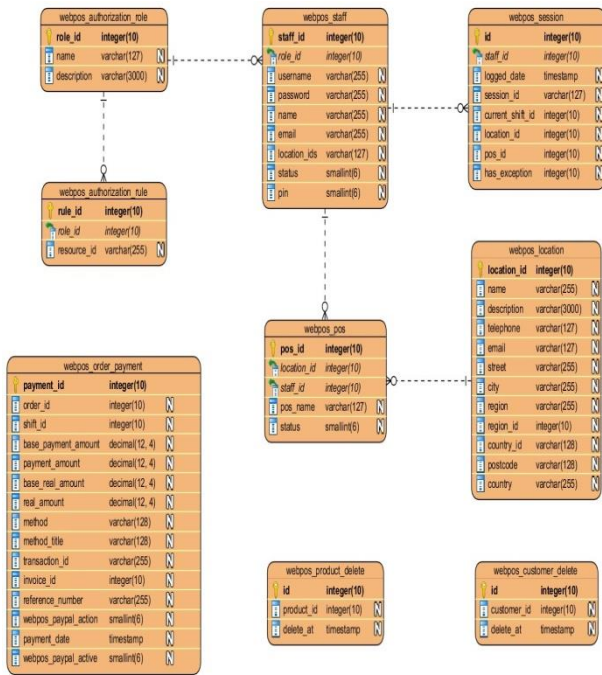 webpos_authorization_role
role_id integer(10)
name varchar(127) N
description varchar(3000) N
webpos_staff
staff_id integer(10)
role_id integer(10)
username varchar(255) N
password varchar(255) N
name varchar(255) N
email varchar(255) N
location_ids varchar(127) N
status smallint(6) N
pin smallint(6) N
webpos_session
id integer(10)
staff_id integer(10)
logged_date timestamp N
session_id varchar(127) N
current_shift_id integer(10) N
location_id integer(10) N
pos_id integer(10) N
has_exception integer(10) N
webpos_authorization_rule
rule_id integer(10)
role_id integer(10)
resource_id varchar(255) N
webpos_location
location_id integer(10)
name varchar(255) N
description varchar(3000) N
telephone varchar(127) N
email varchar(127) N
street varchar(255) N
city varchar(255) N
region varchar(255) N
region_id integer(10) N
country_id varchar(128) N
postcode varchar(128) N
country varchar(255) N
webpos_pos
pos_id integer(10)
location_id integer(10)
staff_id integer(10)
pos_name varchar(127) N
status smallint(6) N
webpos_order_payment
payment_id integer(10)
order_id integer(10) N
shift_id integer(10) N
base_payment_amount decimal(12, 4) N
payment_amount decimal(12, 4) N
base_real_amount decimal(12, 4) N
real_amount decimal(12, 4) N
method varchar(128) N
method_title varchar(128) N
transaction_id varchar(255) N
invoice_id integer(10) N
reference_number varchar(255) N
webpos_paypal_action smallint(6) N
payment_date timestamp N
webpos_paypal_active smallint(6) N
webpos_product_delete
id integer(10)
product_id integer(10) N
delete_at timestamp N
webpos_customer_delete
id integer(10)
customer_id integer(10) N
delete_at timestamp N